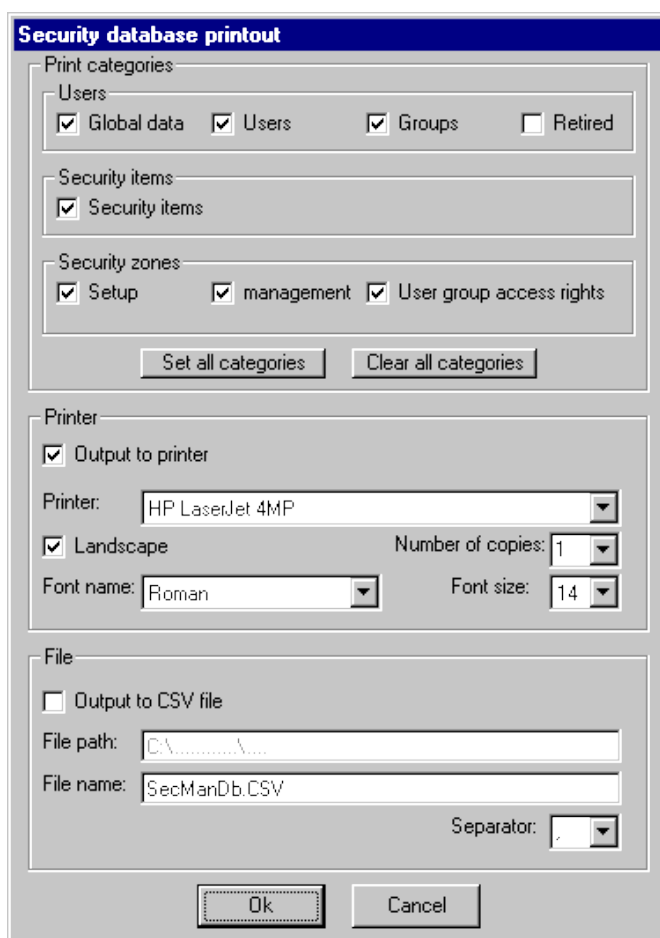 Security database printout
Print categories
Users
Global data Users Groups Retired
Security items
Security items
Security zones
Setup management User group access rights
Set all categories Clear all categories
Printer
Output to printer
Printer: HP LaserJet 4MP
Landscape Number of copies: 1
Font name: Roman Font size: 14
File
Output to CSV file
File path: C:\............\....
File name: SecManDb.CSV
Separator: ,
Ok Cancel